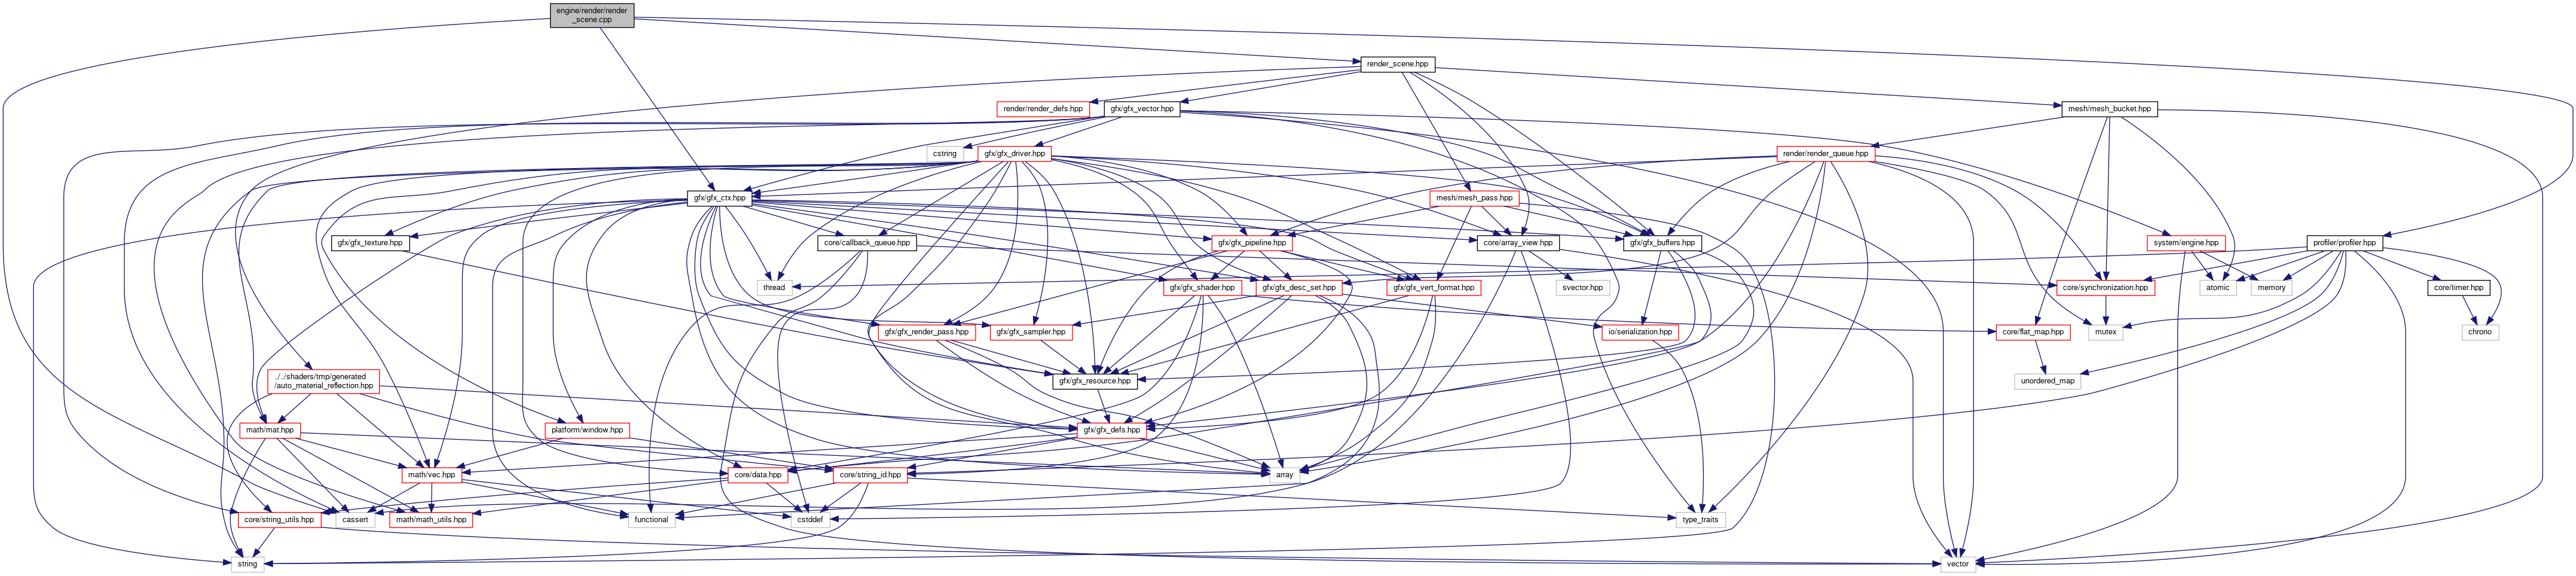 engine/render/render
_scene.cpp
render_scene.hpp
render/render_defs.hpp
gfx/gfx_vector.hpp
mesh/mesh_bucket.hpp
cstring
gfx/gfx_driver.hpp
render/render_queue.hpp
gfx/gfx_ctx.hpp
mesh/mesh_pass.hpp
gfx/gfx_texture.hpp
core/callback_queue.hpp
gfx/gfx_pipeline.hpp
core/array_view.hpp
gfx/gfx_buffers.hpp
system/engine.hpp
profiler/profiler.hpp
thread
gfx/gfx_shader.hpp
gfx/gfx_desc_set.hpp
gfx/gfx_vert_format.hpp
svector.hpp
core/synchronization.hpp
atomic
memory
core/timer.hpp
gfx/gfx_render_pass.hpp
gfx/gfx_sampler.hpp
io/serialization.hpp
core/flat_map.hpp
mutex
chrono
../../shaders/tmp/generated
/auto_material_reflection.hpp
gfx/gfx_resource.hpp
unordered_map
math/mat.hpp
platform/window.hpp
gfx/gfx_defs.hpp
math/vec.hpp
core/data.hpp
core/string_id.hpp
array
core/string_utils.hpp
cassert
math/math_utils.hpp
functional
cstddef
type_traits
string
vector